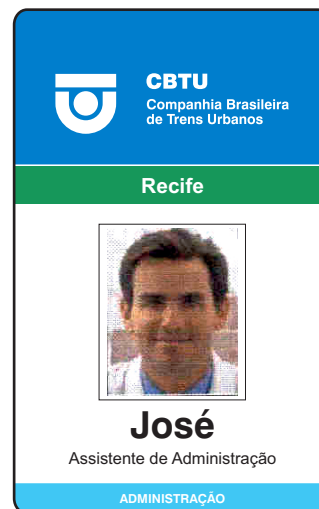 CBTU
Companhia Brasileira
de Trens Urbanos
Recife
José
Assistente de Administração
ADMINISTRAÇÃO